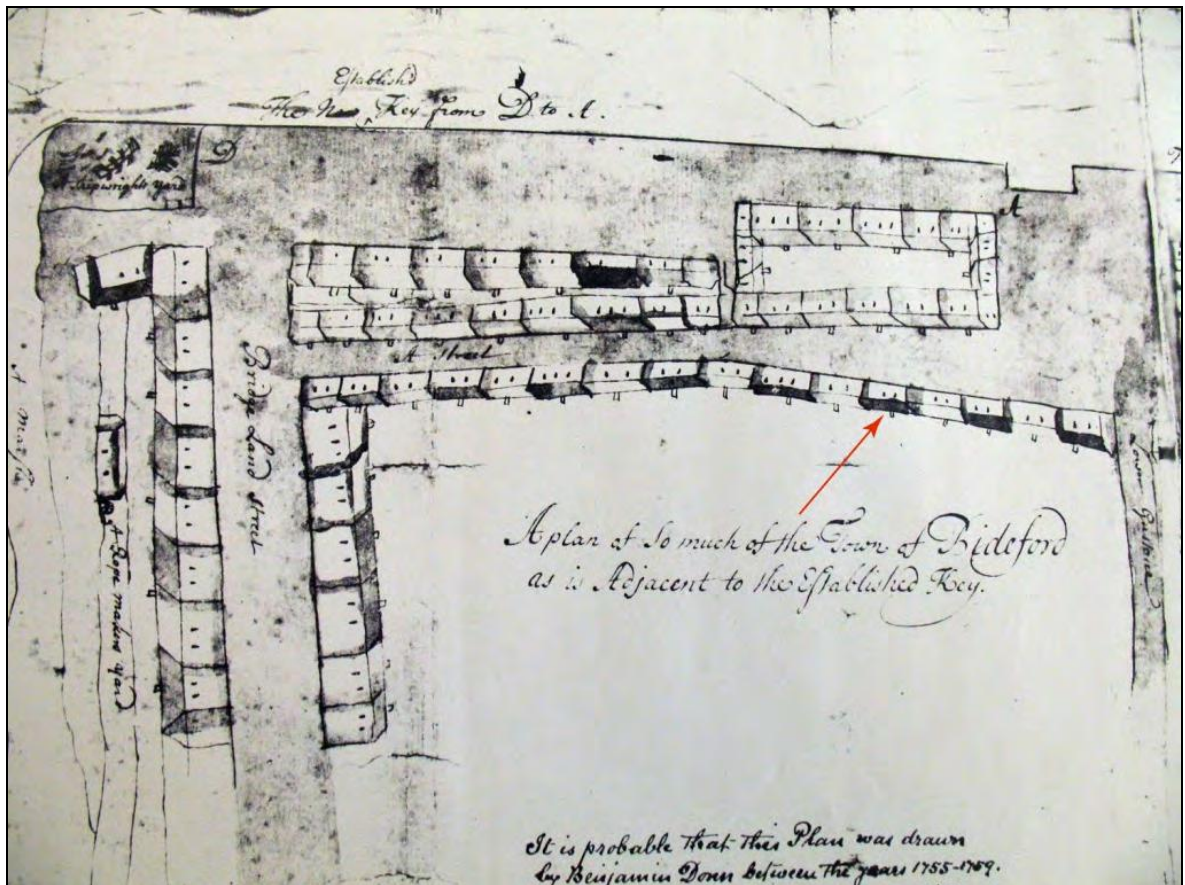 Established
The New Key from D to A.
D
A Shipwrights yard
A
A Street
Bridge Land street
A Marsh
A Rope makers yard
A plan of So much of the Town of Bideford
as is Adjacent to the Established Key.
It is probable that this Plan was drawn
by Benjamin Donn between the years 1755-1759.